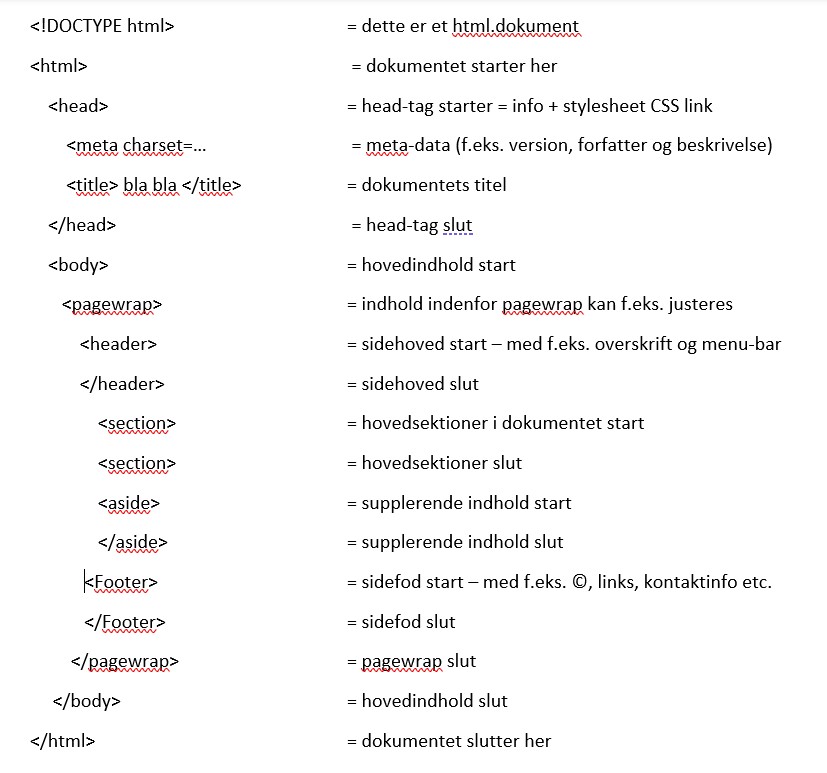 <!DOCTYPE html> = dette er et html.dokument
<html> = dokumentet starter her
<head> = head-tag starter = info + stylesheet CSS link
<meta charset=... = meta-data (f.eks. version, forfatter og beskrivelse)
<title> bla bla </title> = dokumentets titel
</head> = head-tag slut
<body> = hovedindhold start
<pagewrap> = indhold indenfor pagewrap kan f.eks. justeres
<header> = sidehoved start – med f.eks. overskrift og menu-bar
</header> = sidehoved slut
<section> = hovedsektioner i dokumentet start
<section> = hovedsektioner slut
<aside> = supplerende indhold start
</aside> = supplerende indhold slut
<Footer> = sidefod start – med f.eks. ©, links, kontaktinfo etc.
</Footer> = sidefod slut
</pagewrap> = pagewrap slut
</body> = hovedindhold slut
</html> = dokumentet slutter her